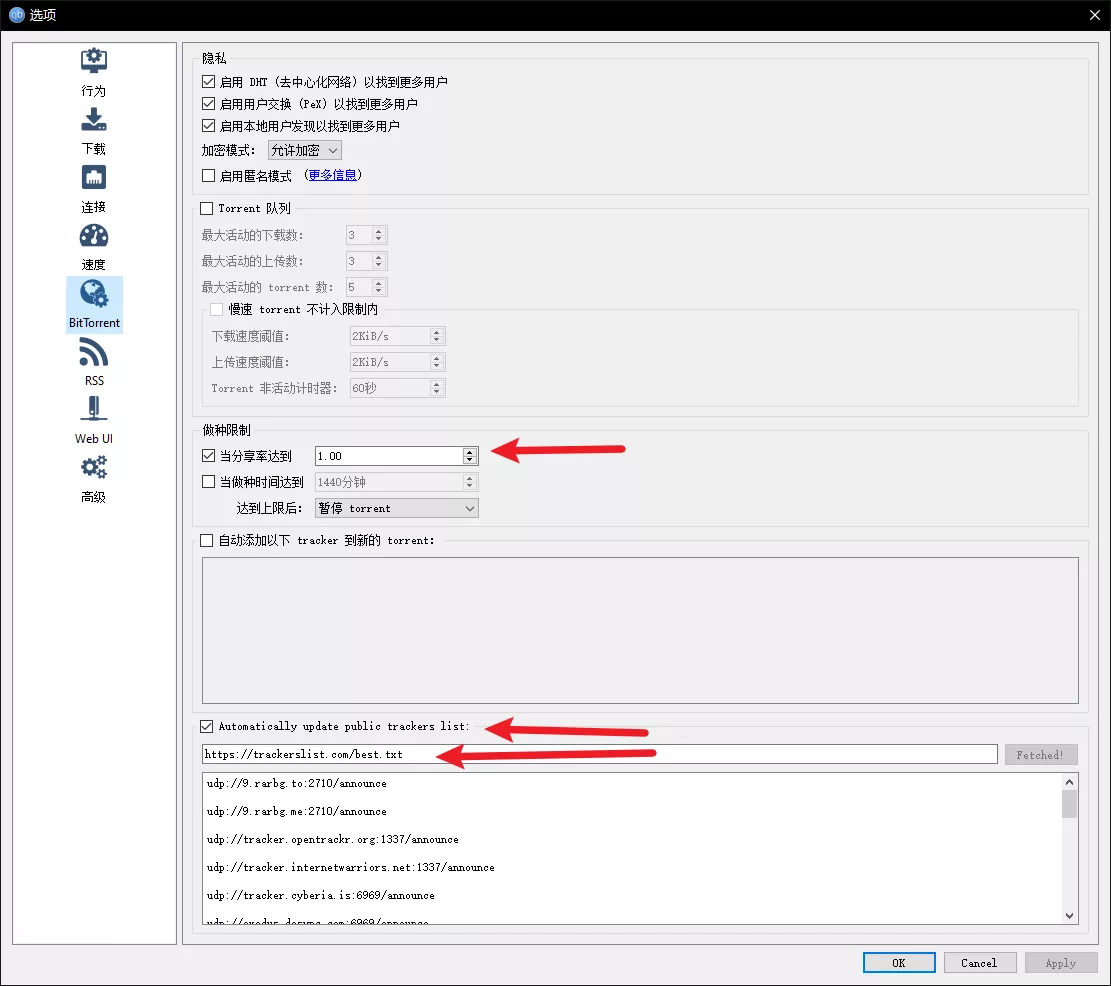 qb 选项
行为
下载
连接
速度
BitTorrent
RSS
Web UI
高级
隐私
启用 DHT (去中心化网络) 以找到更多用户
启用用户交换 (PeX) 以找到更多用户
启用本地用户发现以找到更多用户
加密模式: 允许加密
启用匿名模式 (更多信息)
Torrent 队列
最大活动的下载数: 3
最大活动的上传数: 3
最大活动的 torrent 数: 5
慢速 torrent 不计入限制内
下载速度阈值: 2KiB/s
上传速度阈值: 2KiB/s
Torrent 非活动计时器: 60秒
做种限制
当分享率达到 1.00
当做种时间达到 1440分钟
达到上限后: 暂停 torrent
自动添加以下 tracker 到新的 torrent:
Automatically update public trackers list:
https://trackerslist.com/best.txt Fetched!
udp://9.rarbg.to:2710/announce
udp://9.rarbg.me:2710/announce
udp://tracker.opentrackr.org:1337/announce
udp://tracker.internetwarriors.net:1337/announce
udp://tracker.cyberia.is:6969/announce
udp://exodus.desync.com:6969/announce
OK Cancel Apply